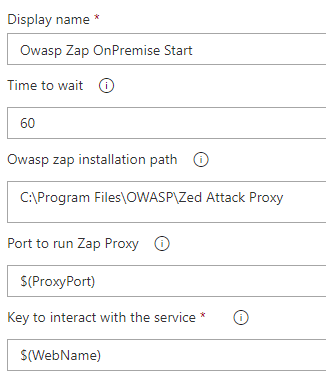 Display name *
Owasp Zap OnPremise Start
Time to wait
60
Owasp zap installation path
C:\Program Files\OWASP\Zed Attack Proxy
Port to run Zap Proxy
$(ProxyPort)
Key to interact with the service *
$(WebName)